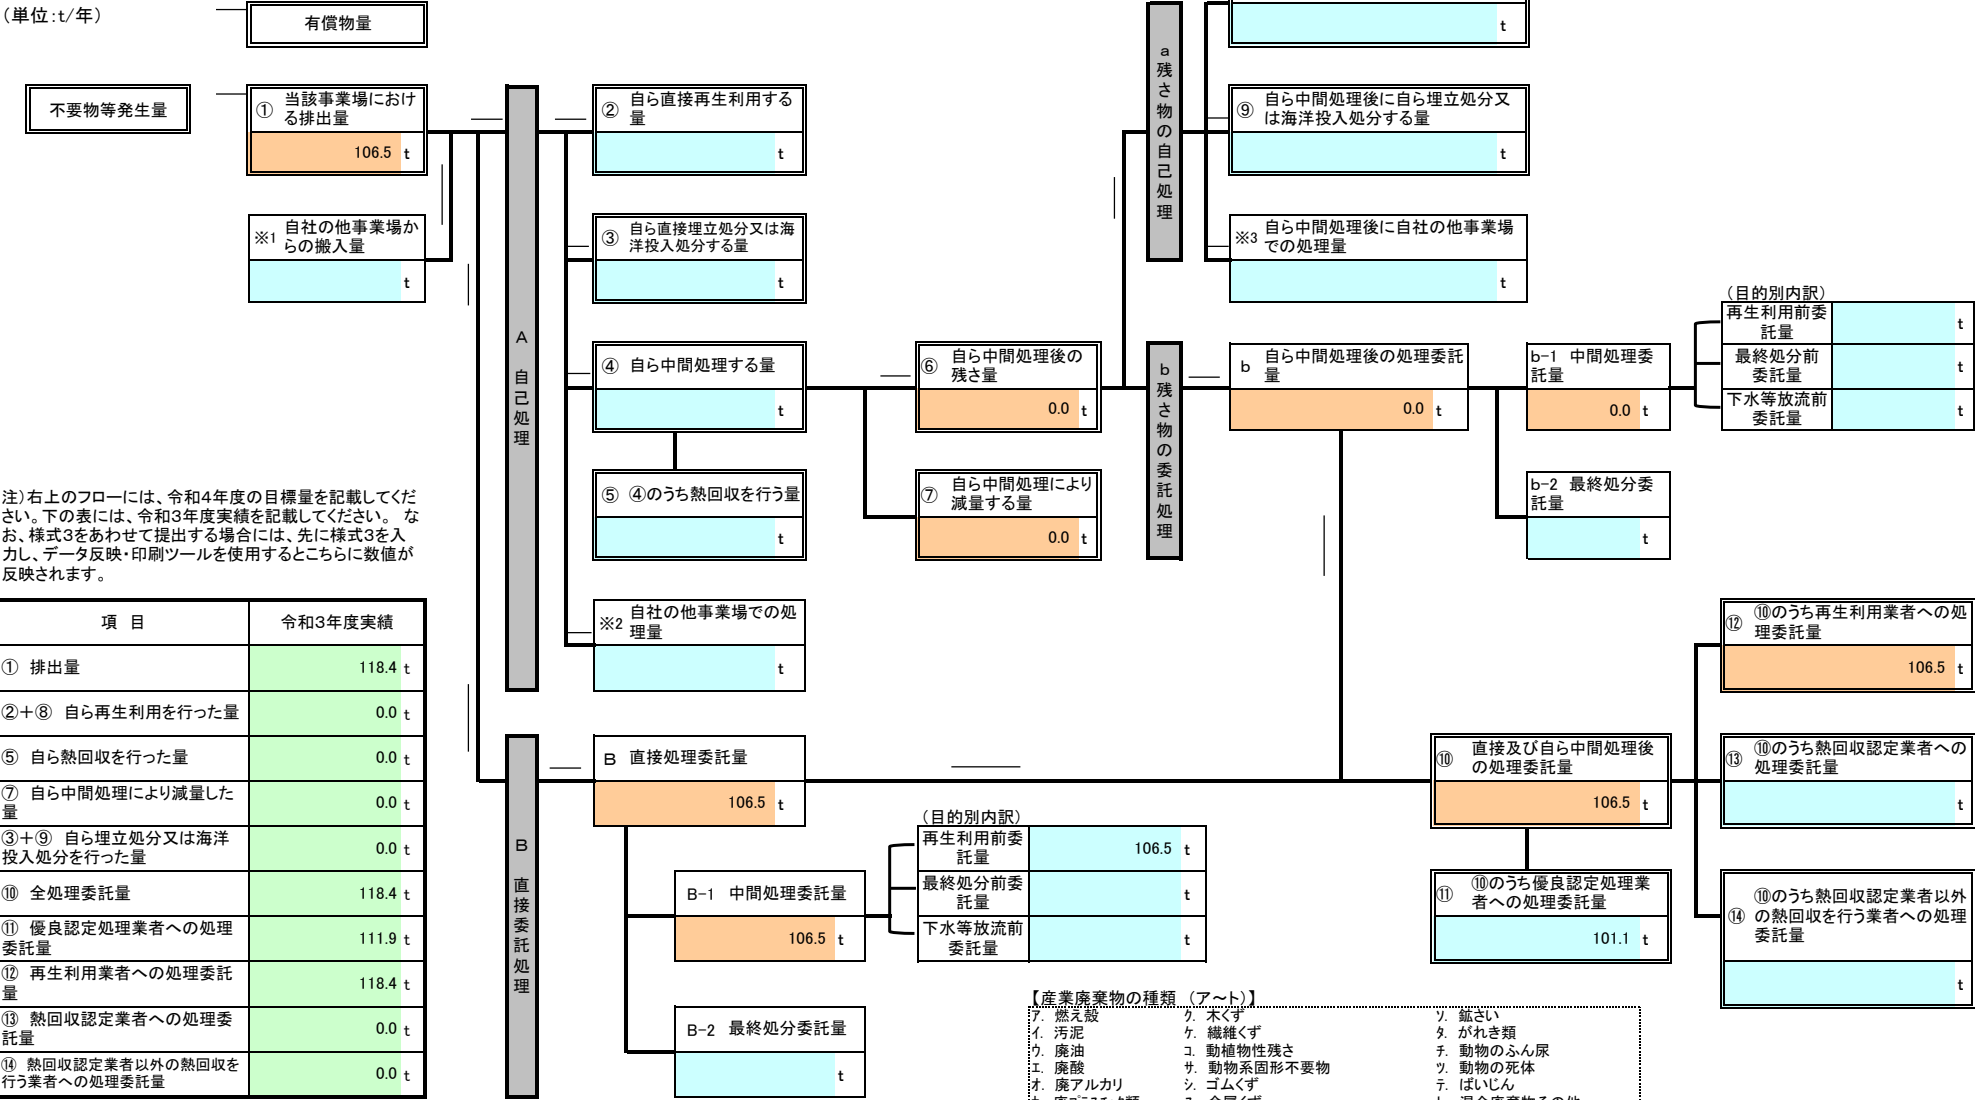 （単位：t/年）
有償物量
t
不要物等発生量
① 当該事業場におけ
る排出量
106.5 t
※1 自社の他事業場か
らの搬入量
t
A 自己処理
② 自ら直接再生利用する
量
t
③ 自ら直接埋立処分又は海
洋投入処分する量
t
④ 自ら中間処理する量
t
⑤ ④のうち熱回収を行う量
t
※2 自社の他事業場での処
理量
t
⑥ 自ら中間処理後の
残さ量
0.0 t
⑦ 自ら中間処理により
減量する量
0.0 t
a 残さ物の自己処理
⑨ 自ら中間処理後に自ら埋立処分又
は海洋投入処分する量
t
※3 自ら中間処理後に自社の他事業場
での処理量
t
b 残さ物の委託処理
b 自ら中間処理後の処理委託
量
0.0 t
b-1 中間処理委
託量
0.0 t
b-2 最終処分委
託量
t
（目的別内訳）
再生利用前委
託量
t
最終処分前
委託量
t
下水等放流前
委託量
t
注）右上のフローには、令和４年度の目標量を記載してくだ
さい。下の表には、令和３年度実績を記載してください。 な
お、様式３をあわせて提出する場合には、先に様式３を入
力し、データ反映・印刷ツールを使用するとこちらに数値が
反映されます。
項 目 令和３年度実績
① 排出量 118.4 t
②＋⑧ 自ら再生利用を行った量 0.0 t
⑤ 自ら熱回収を行った量 0.0 t
⑦ 自ら中間処理により減量した
量 0.0 t
③＋⑨ 自ら埋立処分又は海洋
投入処分を行った量 0.0 t
⑩ 全処理委託量 118.4 t
⑪ 優良認定処理業者への処理
委託量 111.9 t
⑫ 再生利用業者への処理委託
量 118.4 t
⑬ 熱回収認定業者への処理委
託量 0.0 t
⑭ 熱回収認定業者以外の熱回収を
行う業者への処理委託量 0.0 t
B 直接委託処理
B 直接処理委託量
106.5 t
B-1 中間処理委託量
106.5 t
B-2 最終処分委託量
t
（目的別内訳）
再生利用前委
託量
106.5 t
最終処分前委
託量
t
下水等放流前
委託量
t
⑩ 直接及び自ら中間処理後
の処理委託量
106.5 t
⑪ ⑩のうち優良認定処理業
者への処理委託量
101.1 t
⑫ ⑩のうち再生利用業者への処
理委託量
106.5 t
⑬ ⑩のうち熱回収認定業者への
処理委託量
t
⑭ ⑩のうち熱回収認定業者以外
の熱回収を行う業者への処理
委託量
t
【産業廃棄物の種類 （ア～ト）】
ｱ. 燃え殻 ｸ. 木くず ｿ. 鉱さい
ｲ. 汚泥 ｹ. 繊維くず ﾀ. がれき類
ｳ. 廃油 ｺ. 動植物性残さ ﾁ. 動物のふん尿
ｴ. 廃酸 ｻ. 動物系固形不要物 ﾂ. 動物の死体
ｵ. 廃アルカリ ｼ. ゴムくず ﾃ. ばいじん